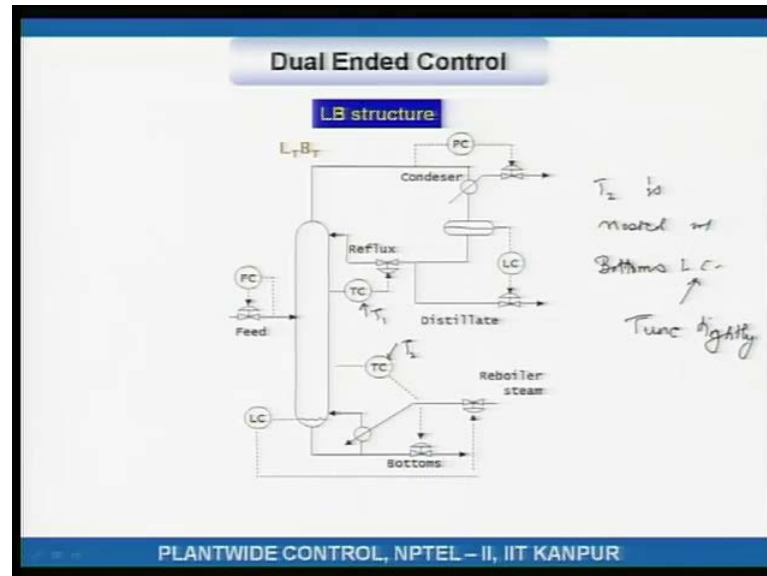 Dual Ended Control
LB structure
LTBT
PC
Condeser
T2 is
nested w
Reflux
Bottoms L C
FC
LC
TC
T1
Feed
Distillate
Tune tightly
T2
TC
Reboiler
steam
LC
Bottoms
PLANTWIDE CONTROL, NPTEL – II, IIT KANPUR